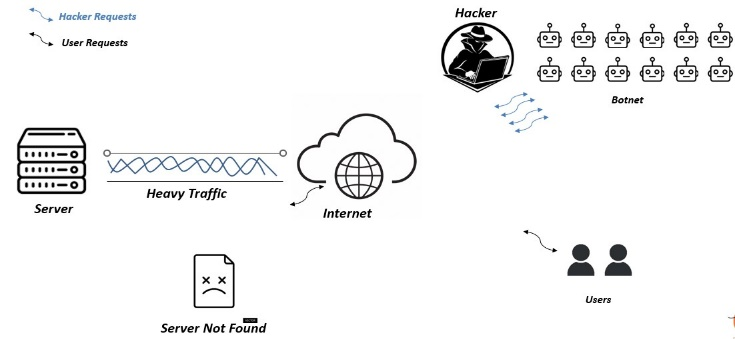 Hacker Requests
User Requests
Hacker
Botnet
Server
Heavy Traffic
Internet
Users
Server Not Found